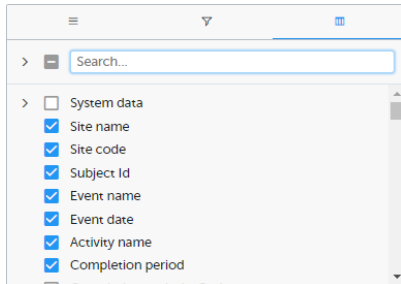 Search...
System data
Site name
Site code
Subject Id
Event name
Event date
Activity name
Completion period